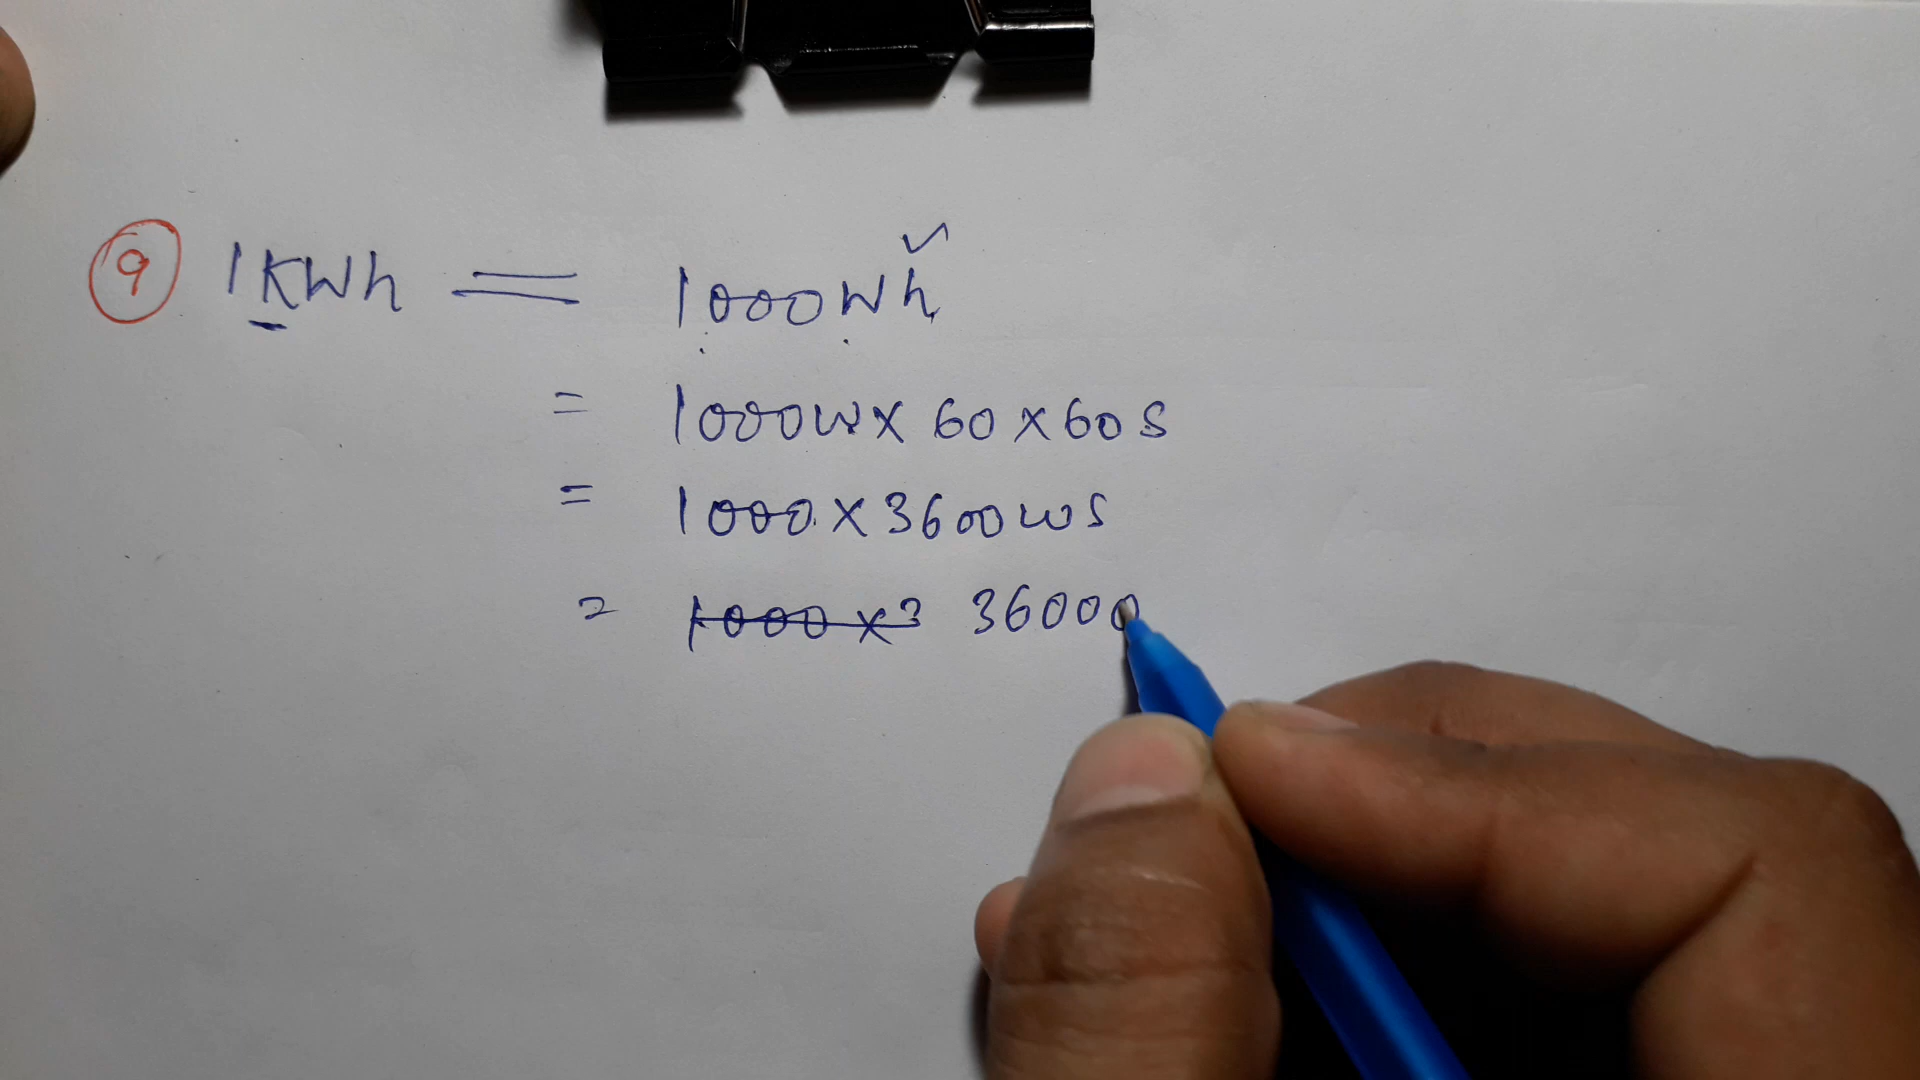 9 1KWh = 1000Wh ✓
= 1000W x 60 x 60 s
= 1000 x 3600 ws
= 1000 x 3 36000